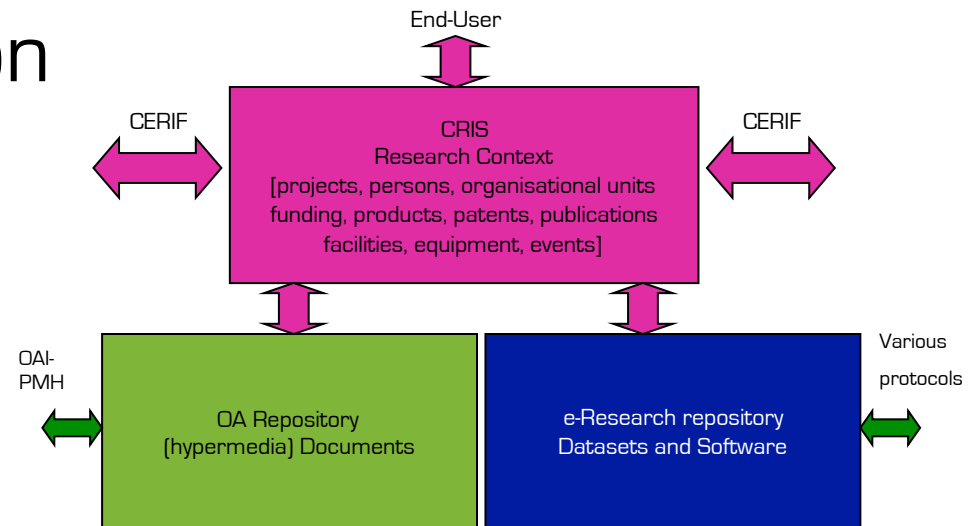 End-User
on
CERIF
CERIF
CRIS
Research Context
[projects, persons, organisational units
funding, products, patents, publications
facilities, equipment, events]
OAI-
PMH
OA Repository
(hypermedia) Documents
e-Research repository
Datasets and Software
Various
protocols